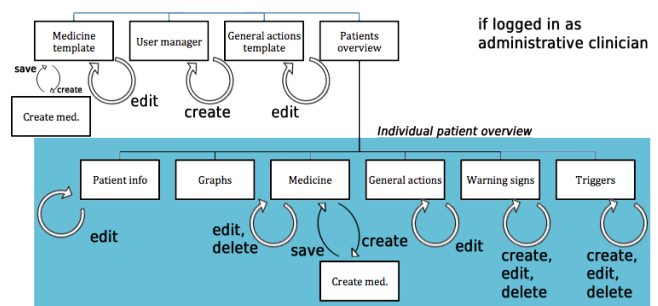 if logged in as
administrative clinician
Medicine
template
User manager
General actions
template
Patients
overview
save
create
edit
create
edit
Create med.
Individual patient overview
Patient info
Graphs
Medicine
General actions
Warning signs
Triggers
edit
edit,
delete
save
create
edit
create,
edit,
delete
create,
edit,
delete
Create med.